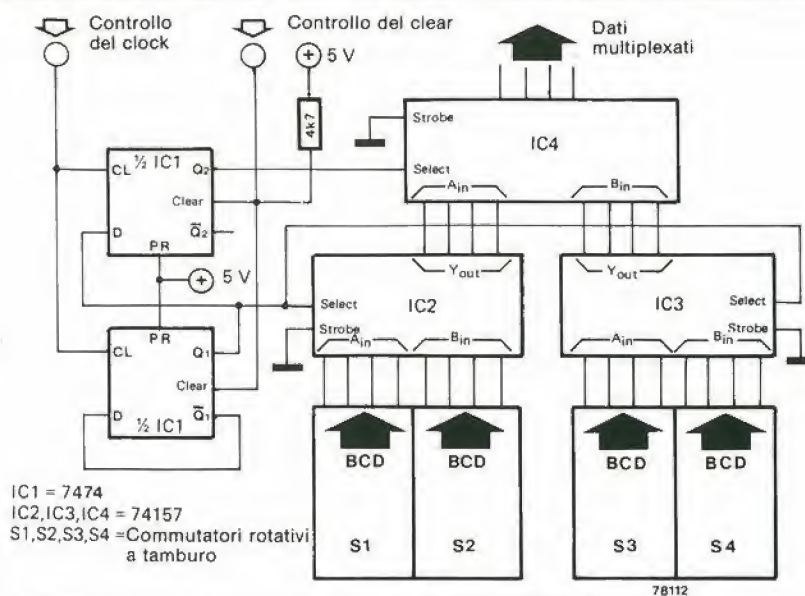 Controllo
del clock
Controllo del clear
5 V
4k7
Dati
multiplexati
Strobe
IC4
Select
Ain
Bin
½ IC1
Q2
CL
Clear
D
Q̅2
PR
5 V
Yout
Select
IC2
Strobe
Ain
Bin
Yout
IC3
Select
Strobe
Ain
Bin
PR
CL
Q1
Clear
D
Q̅1
½ IC1
BCD
BCD
BCD
BCD
S1
S2
S3
S4
IC1 = 7474
IC2,IC3,IC4 = 74157
S1,S2,S3,S4 =Commutatori rotativi
a tamburo
78112